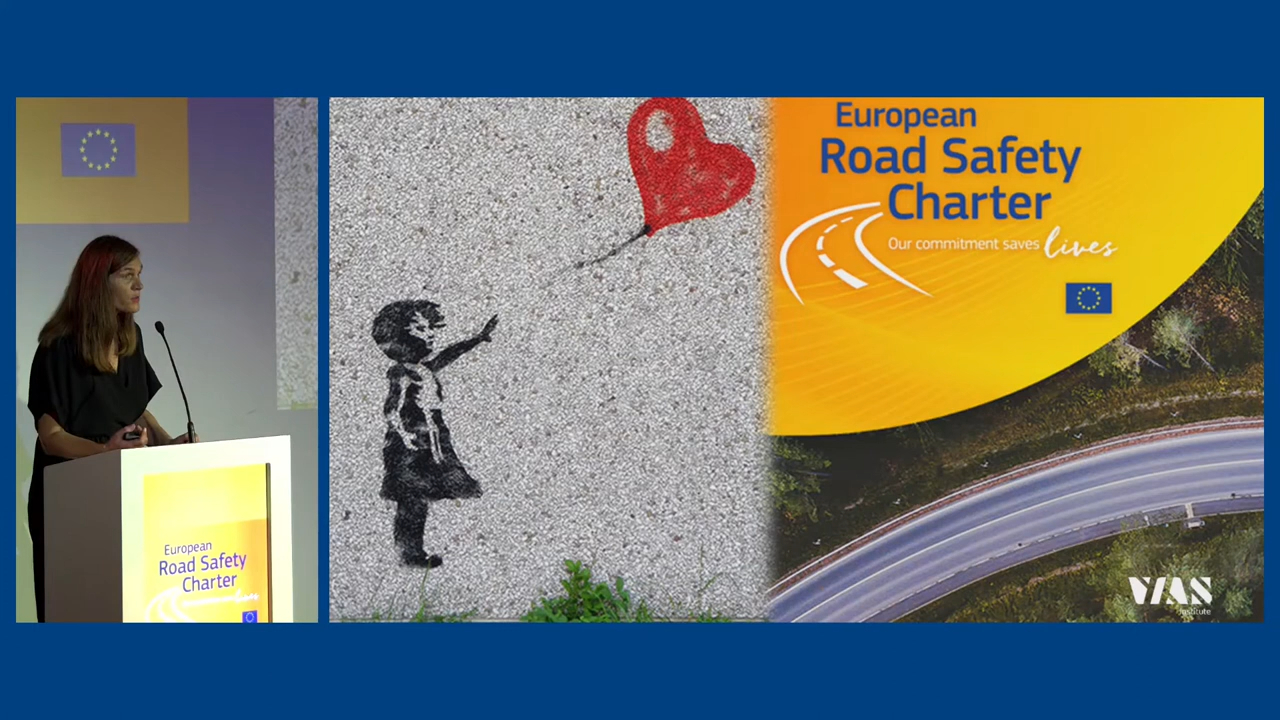 European
Road Safety
Charter
Our commitment saves lives
VIAS
institute
European
Road Safety
Charter